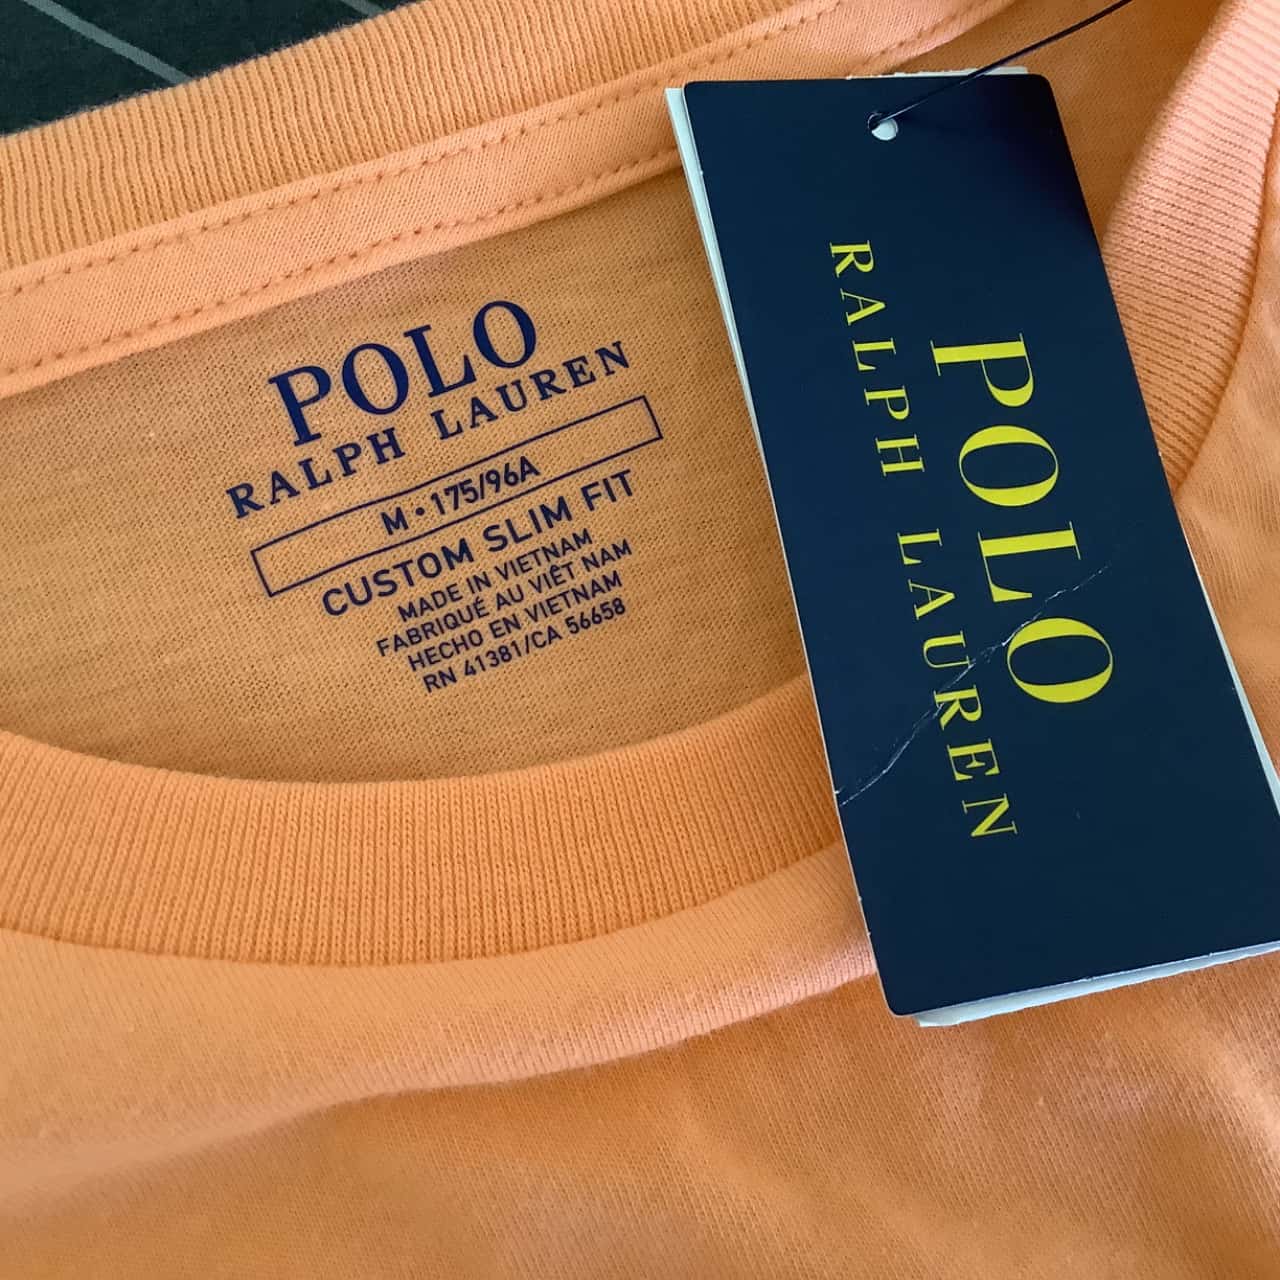 POLO
RALPH LAUREN
M • 175/96A
CUSTOM SLIM FIT
MADE IN VIETNAM
FABRIQUÉ AU VIÊT NAM
HECHO EN VIETNAM
RN 41381/CA 56658
POLO
RALPH LAUREN